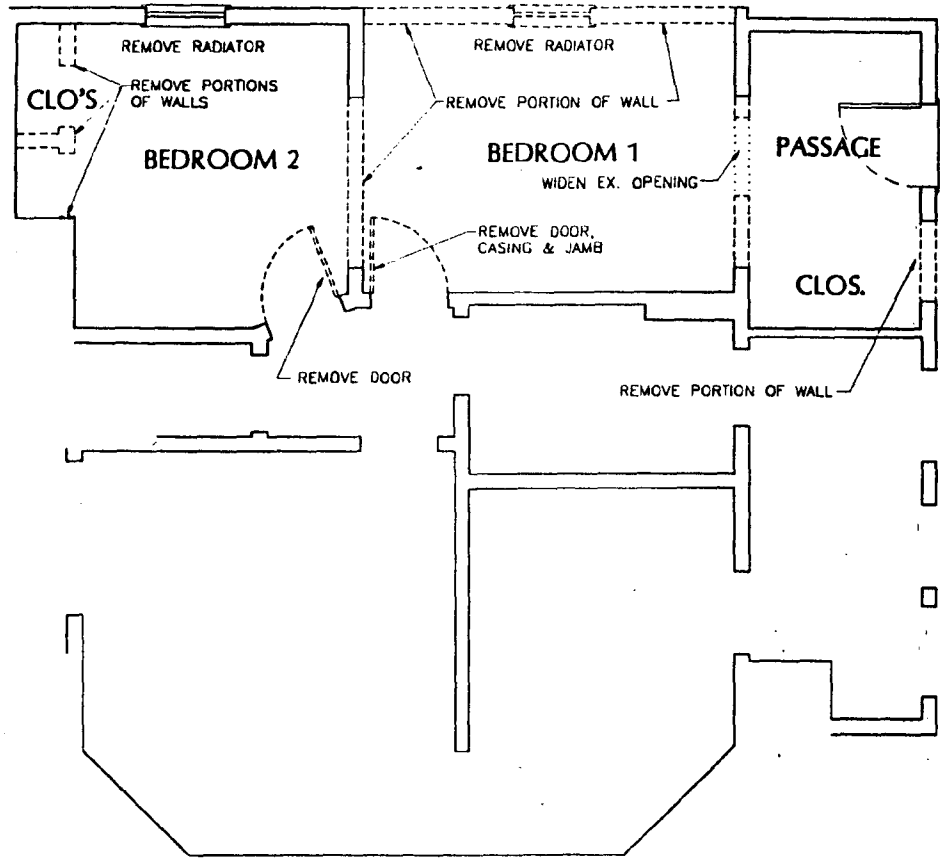 REMOVE RADIATOR
REMOVE RADIATOR
CLO'S
REMOVE PORTIONS
OF WALLS
REMOVE PORTION OF WALL
BEDROOM 2
BEDROOM 1
PASSAGE
WIDEN EX. OPENING
REMOVE DOOR,
CASING & JAMB
CLOS.
REMOVE DOOR
REMOVE PORTION OF WALL